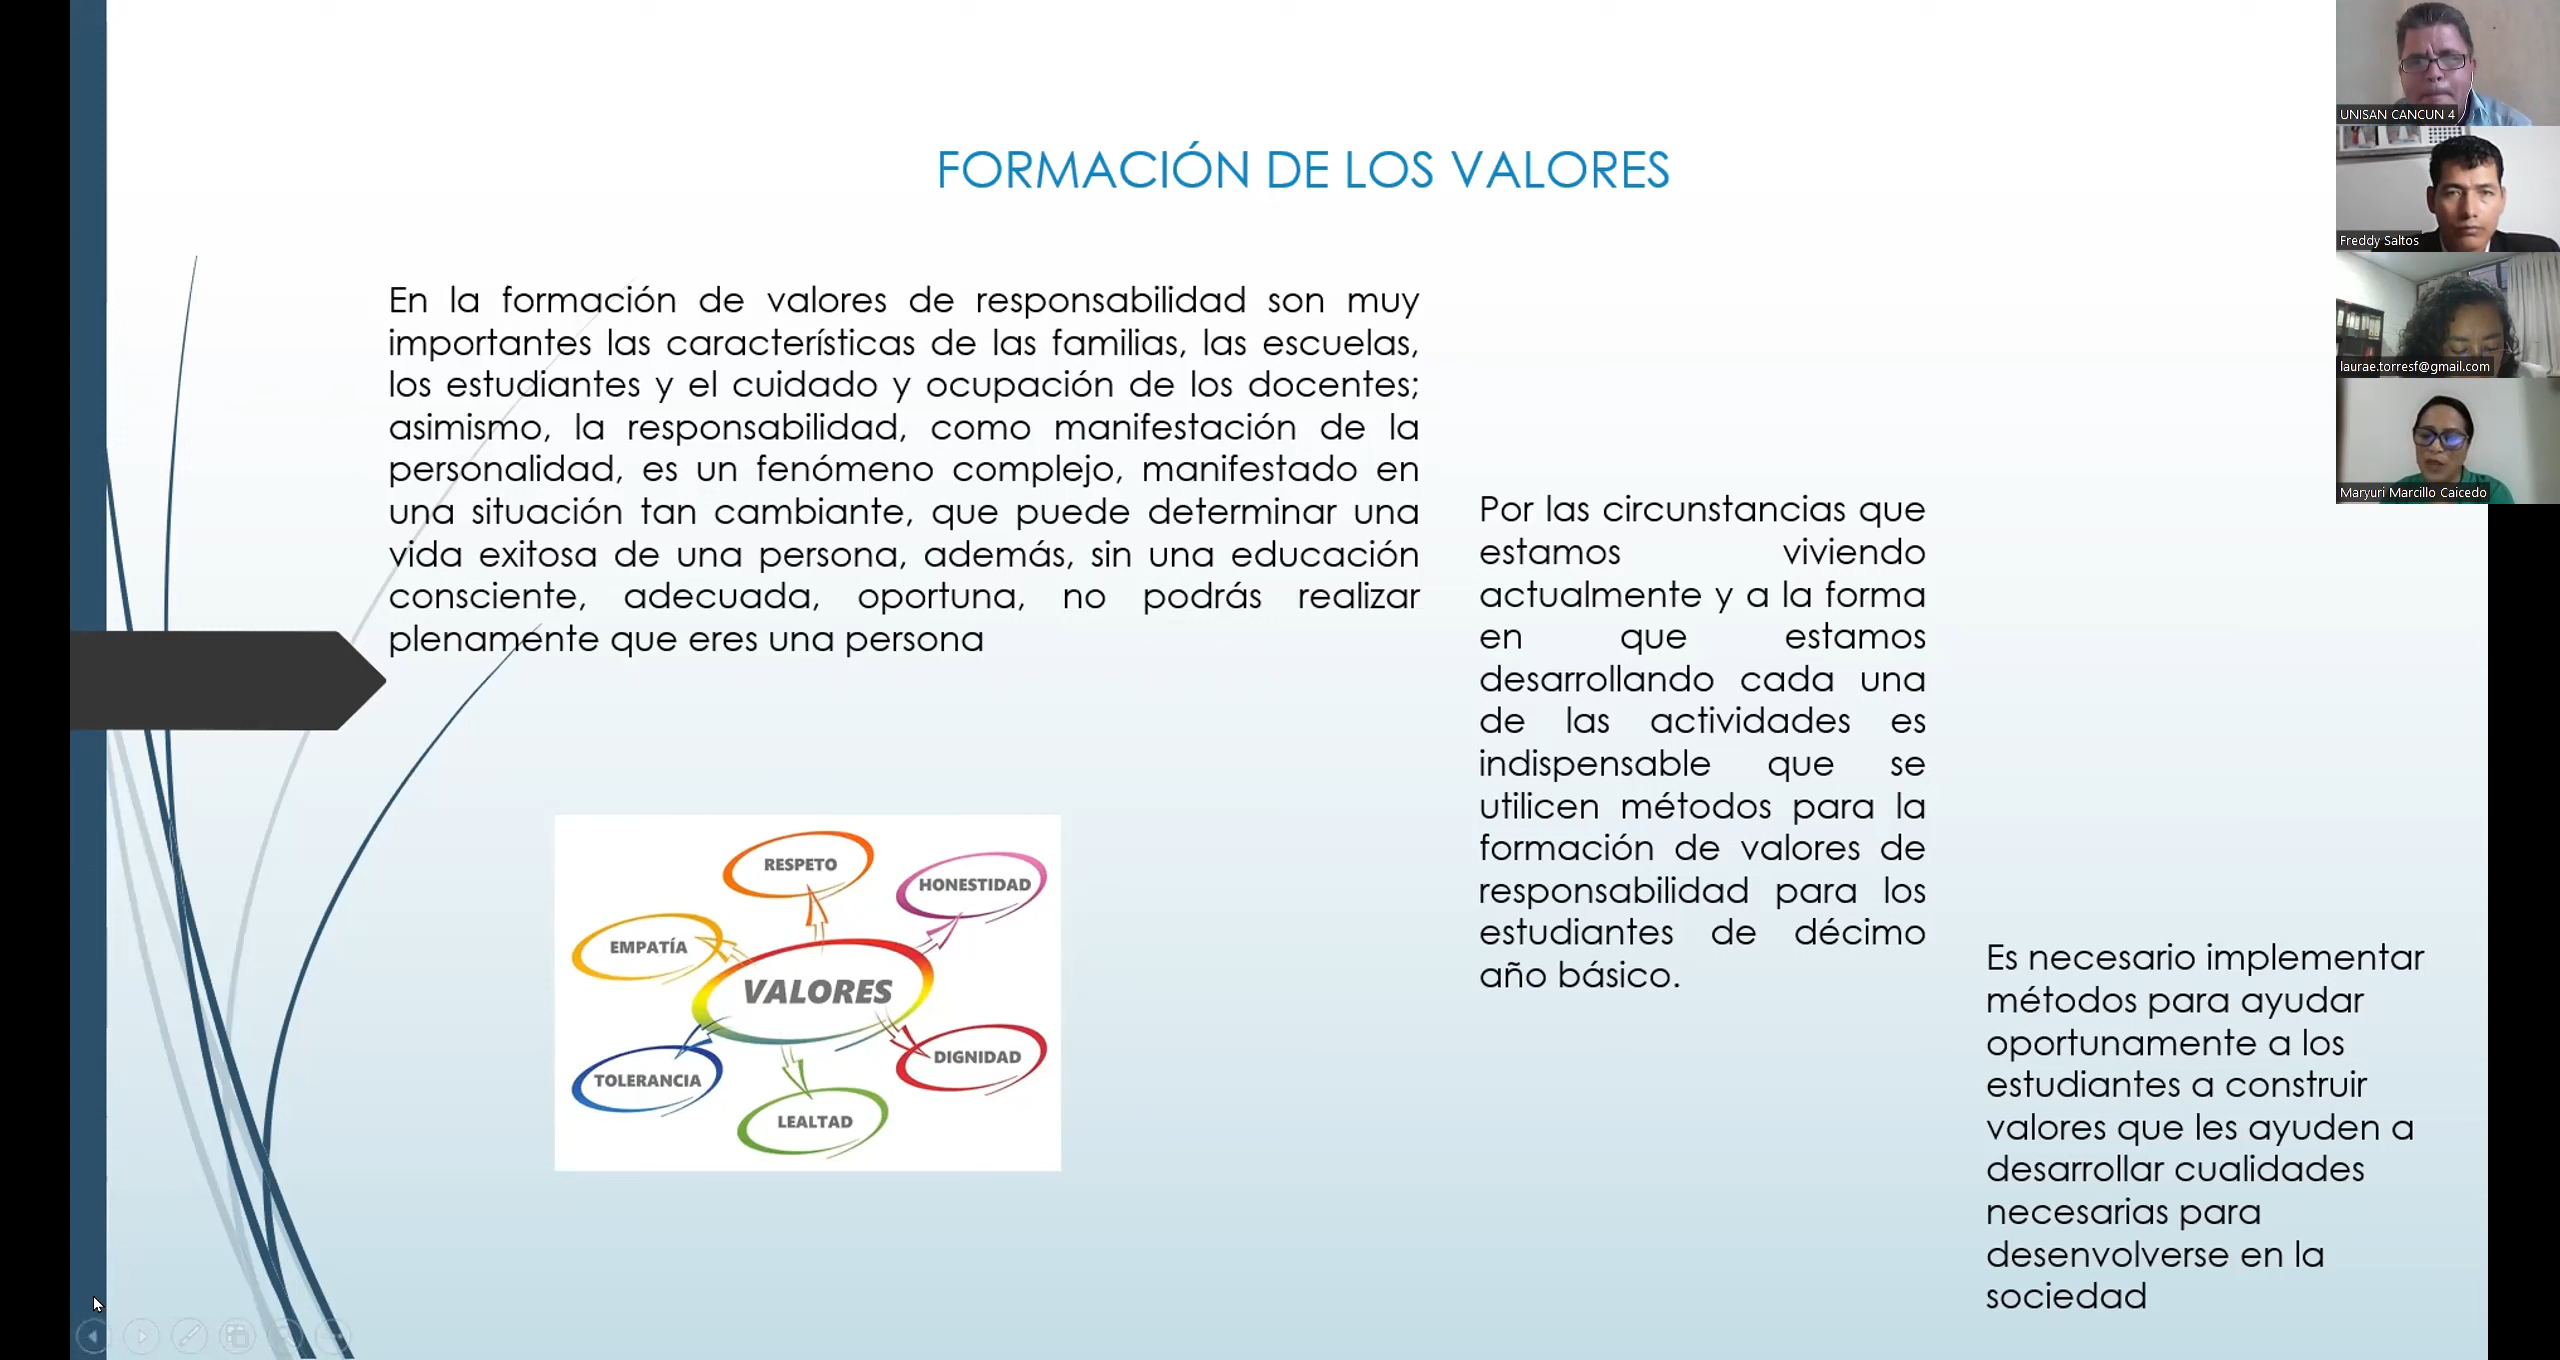 FORMACIÓN DE LOS VALORES
En la formación de valores de responsabilidad son muy
importantes las características de las familias, las escuelas,
los estudiantes y el cuidado y ocupación de los docentes;
asimismo, la responsabilidad, como manifestación de la
personalidad, es un fenómeno complejo, manifestado en
una situación tan cambiante, que puede determinar una
vida exitosa de una persona, además, sin una educación
consciente, adecuada, oportuna, no podrás realizar
plenamente que eres una persona
Por las circunstancias que
estamos viviendo
actualmente y a la forma
en que estamos
desarrollando cada una
de las actividades es
indispensable que se
utilicen métodos para la
formación de valores de
responsabilidad para los
estudiantes de décimo
año básico.
Es necesario implementar
métodos para ayudar
oportunamente a los
estudiantes a construir
valores que les ayuden a
desarrollar cualidades
necesarias para
desenvolverse en la
sociedad
RESPETO
HONESTIDAD
EMPATÍA
VALORES
DIGNIDAD
TOLERANCIA
LEALTAD
UNISAN CANCUN 4
Freddy Saltos
laurae.torresf@gmail.com
Maryuri Marcillo Caicedo